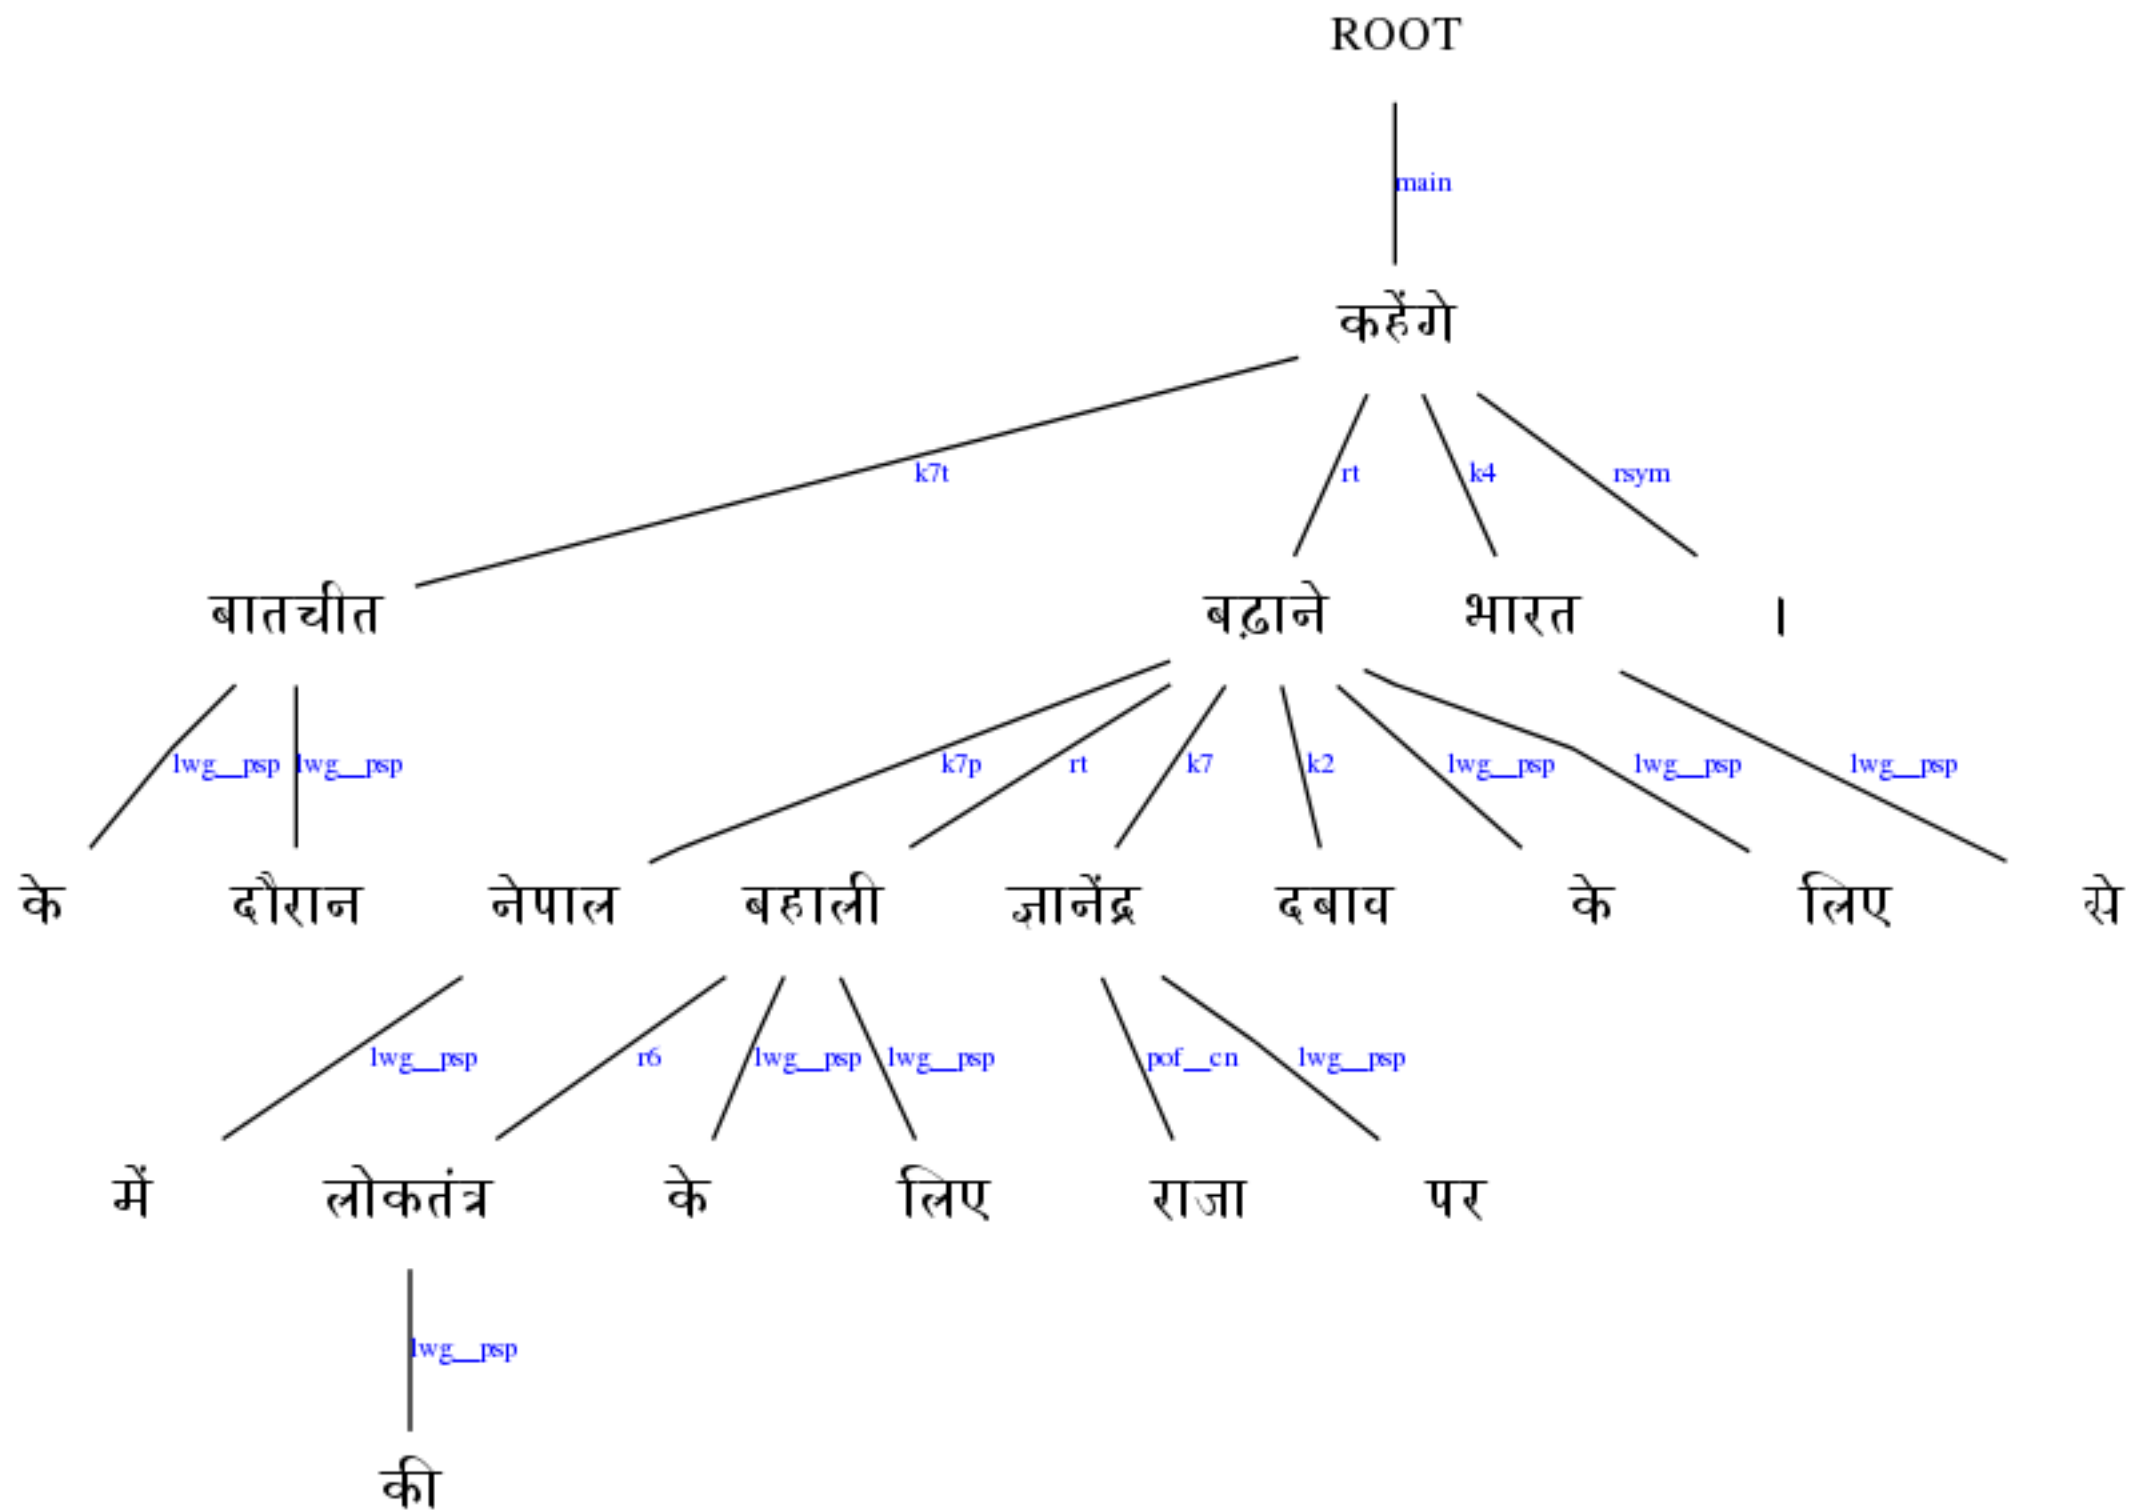 ROOT
main
कहेंगे
k7t rt k4 rsym
बातचीत बढ़ाने भारत ।
lwg__psp lwg__psp k7p rt k7 k2 lwg__psp lwg__psp lwg__psp
के दौरान नेपाल बहाली ज्ञानेंद्र दबाव के लिए से
lwg__psp r6 lwg__psp lwg__psp pof__cn lwg__psp
में लोकतंत्र के लिए राजा पर
lwg__psp
की